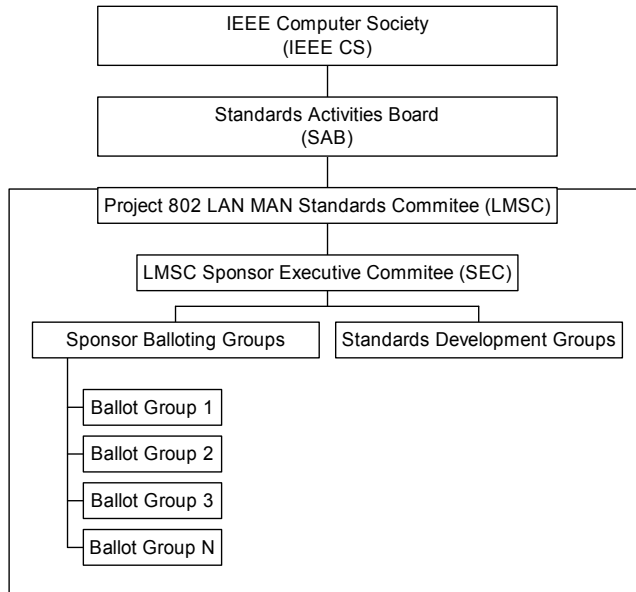 IEEE Computer Society
(IEEE CS)
Standards Activities Board
(SAB)
Project 802 LAN MAN Standards Commitee (LMSC)
LMSC Sponsor Executive Commitee (SEC)
Sponsor Balloting Groups
Standards Development Groups
Ballot Group 1
Ballot Group 2
Ballot Group 3
Ballot Group N